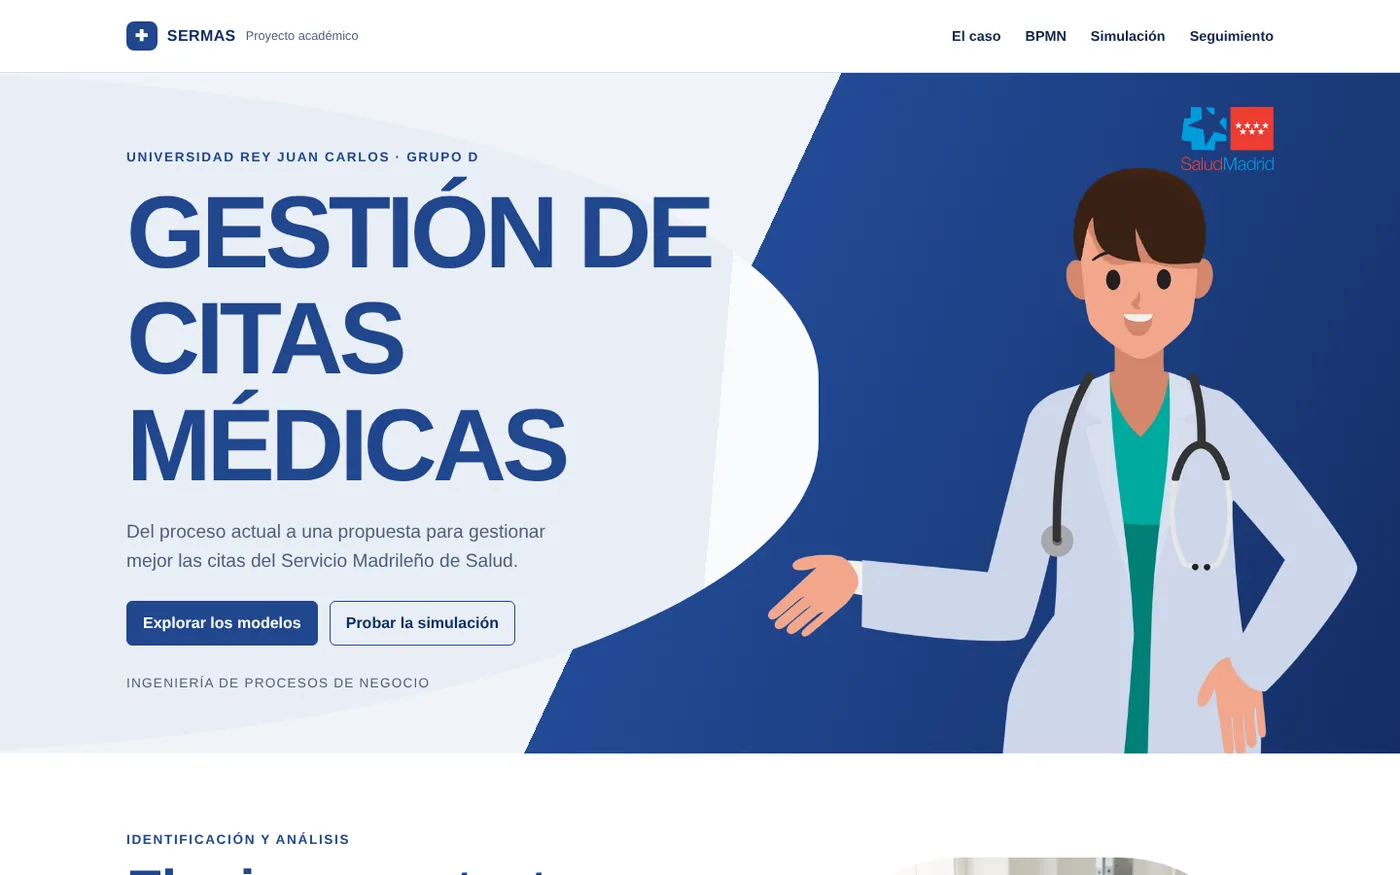 SERMAS Proyecto académico
El caso BPMN Simulación Seguimiento
SaludMadrid
UNIVERSIDAD REY JUAN CARLOS · GRUPO D
GESTIÓN DE
CITAS
MÉDICAS
Del proceso actual a una propuesta para gestionar
mejor las citas del Servicio Madrileño de Salud.
Explorar los modelos Probar la simulación
INGENIERÍA DE PROCESOS DE NEGOCIO
IDENTIFICACIÓN Y ANÁLISIS